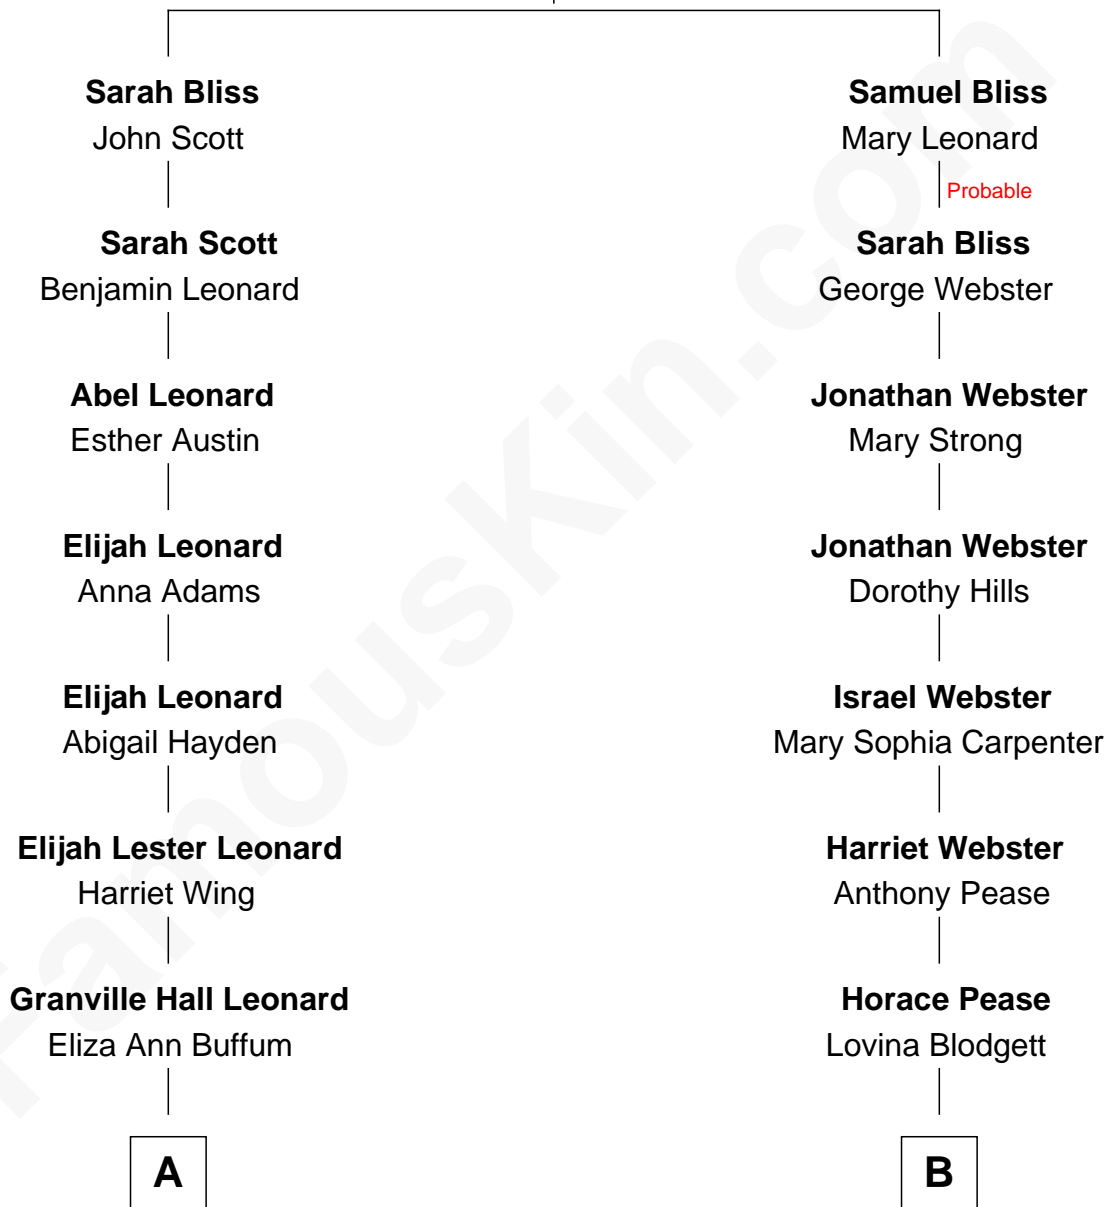 Sarah Bliss
John Scott
Samuel Bliss
Mary Leonard
Probable
Sarah Scott
Benjamin Leonard
Sarah Bliss
George Webster
Abel Leonard
Esther Austin
Jonathan Webster
Mary Strong
Elijah Leonard
Anna Adams
Jonathan Webster
Dorothy Hills
Elijah Leonard
Abigail Hayden
Israel Webster
Mary Sophia Carpenter
Elijah Lester Leonard
Harriet Wing
Harriet Webster
Anthony Pease
Granville Hall Leonard
Eliza Ann Buffum
Horace Pease
Lovina Blodgett
A
B
FamousKin.com